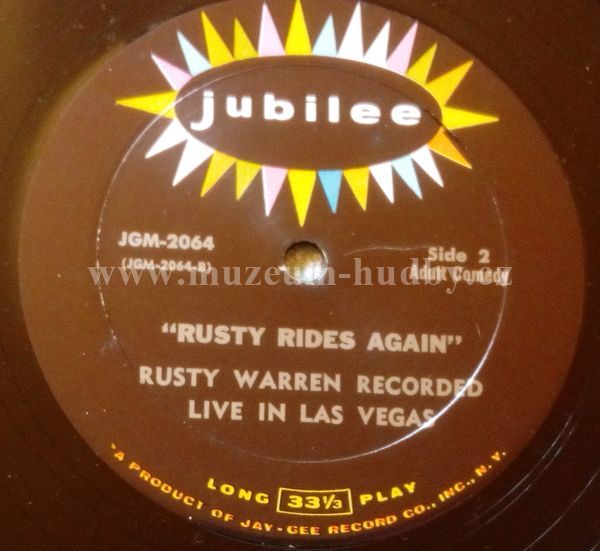 jubilee
JGM-2064
(JGM-2064-B)
Side 2
Adult Comedy
www.muzeum-hudby.cz
"RUSTY RIDES AGAIN"
RUSTY WARREN RECORDED
LIVE IN LAS VEGAS
LONG 33⅓ PLAY
"A PRODUCT OF JAY-GEE RECORD CO., INC., N.Y.